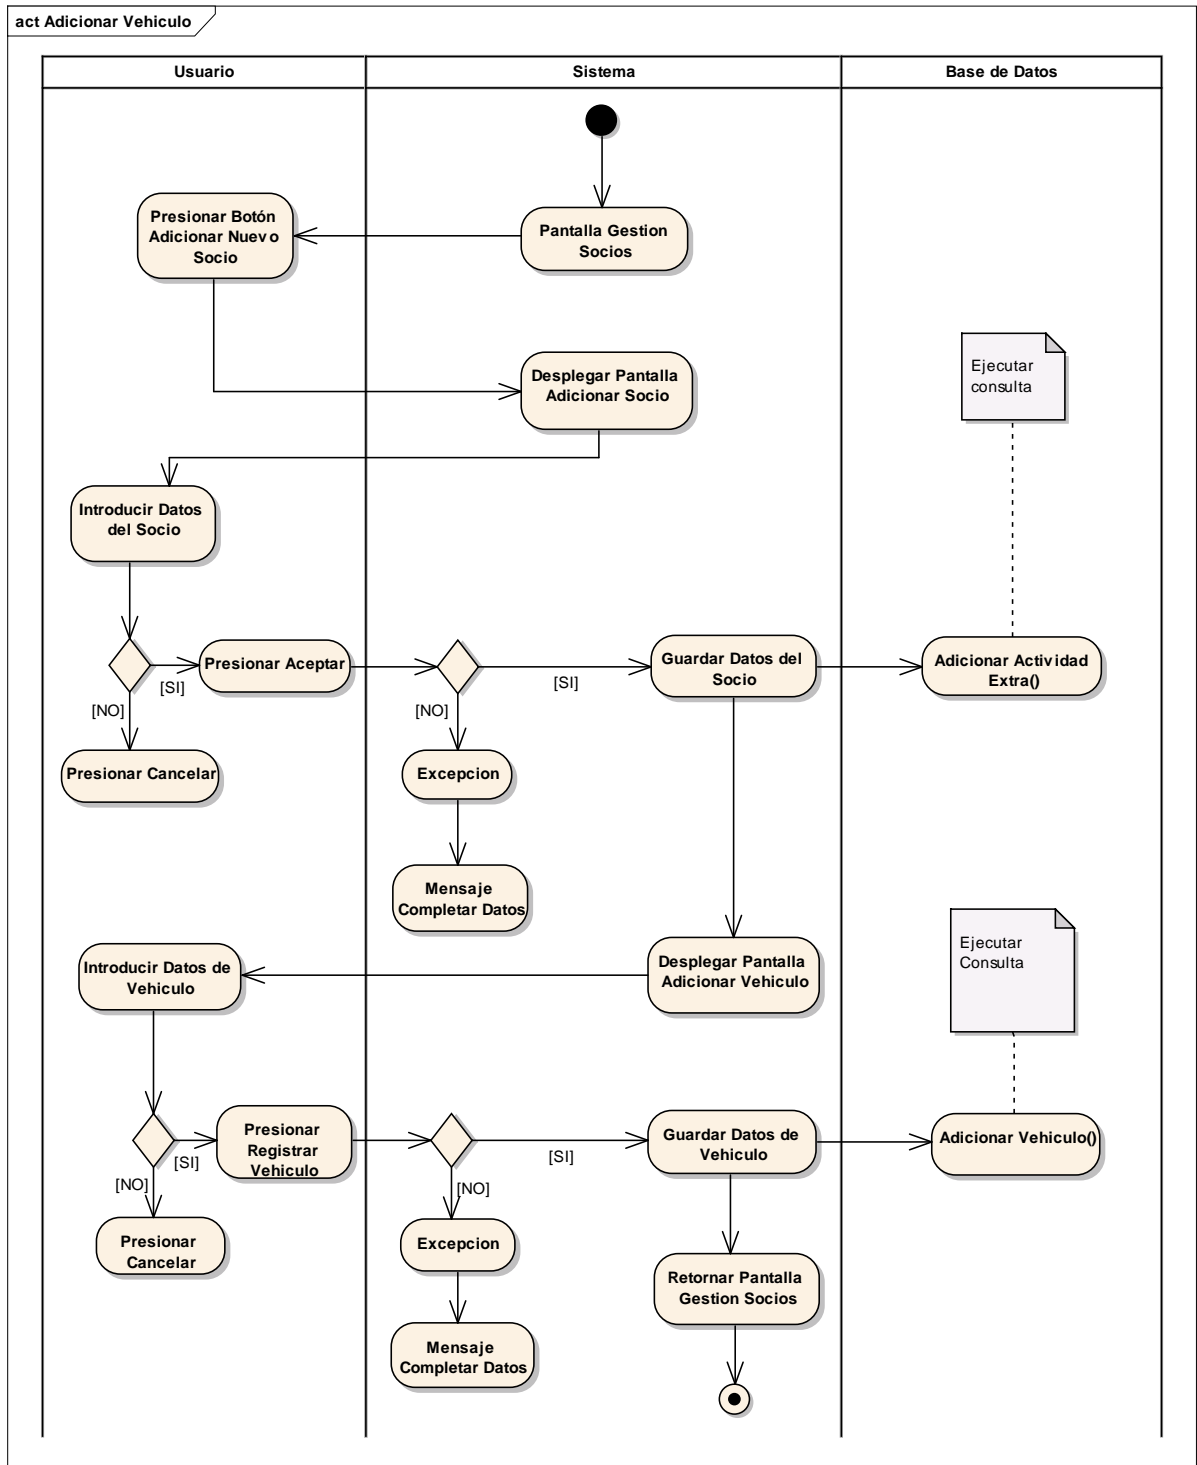 act Adicionar Vehiculo
Usuario
Sistema
Base de Datos
Presionar Botón
Adicionar Nuevo
Socio
Pantalla Gestion
Socios
Desplegar Pantalla
Adicionar Socio
Ejecutar
consulta
Introducir Datos
del Socio
Presionar Aceptar
[SI]
[NO]
Presionar Cancelar
[SI]
[NO]
Guardar Datos del
Socio
Adicionar Actividad
Extra()
Excepcion
Mensaje
Completar Datos
Desplegar Pantalla
Adicionar Vehiculo
Introducir Datos de
Vehiculo
Ejecutar
Consulta
Presionar
Registrar
Vehiculo
[SI]
[NO]
Presionar
Cancelar
[SI]
[NO]
Guardar Datos de
Vehiculo
Adicionar Vehiculo()
Excepcion
Mensaje
Completar Datos
Retornar Pantalla
Gestion Socios